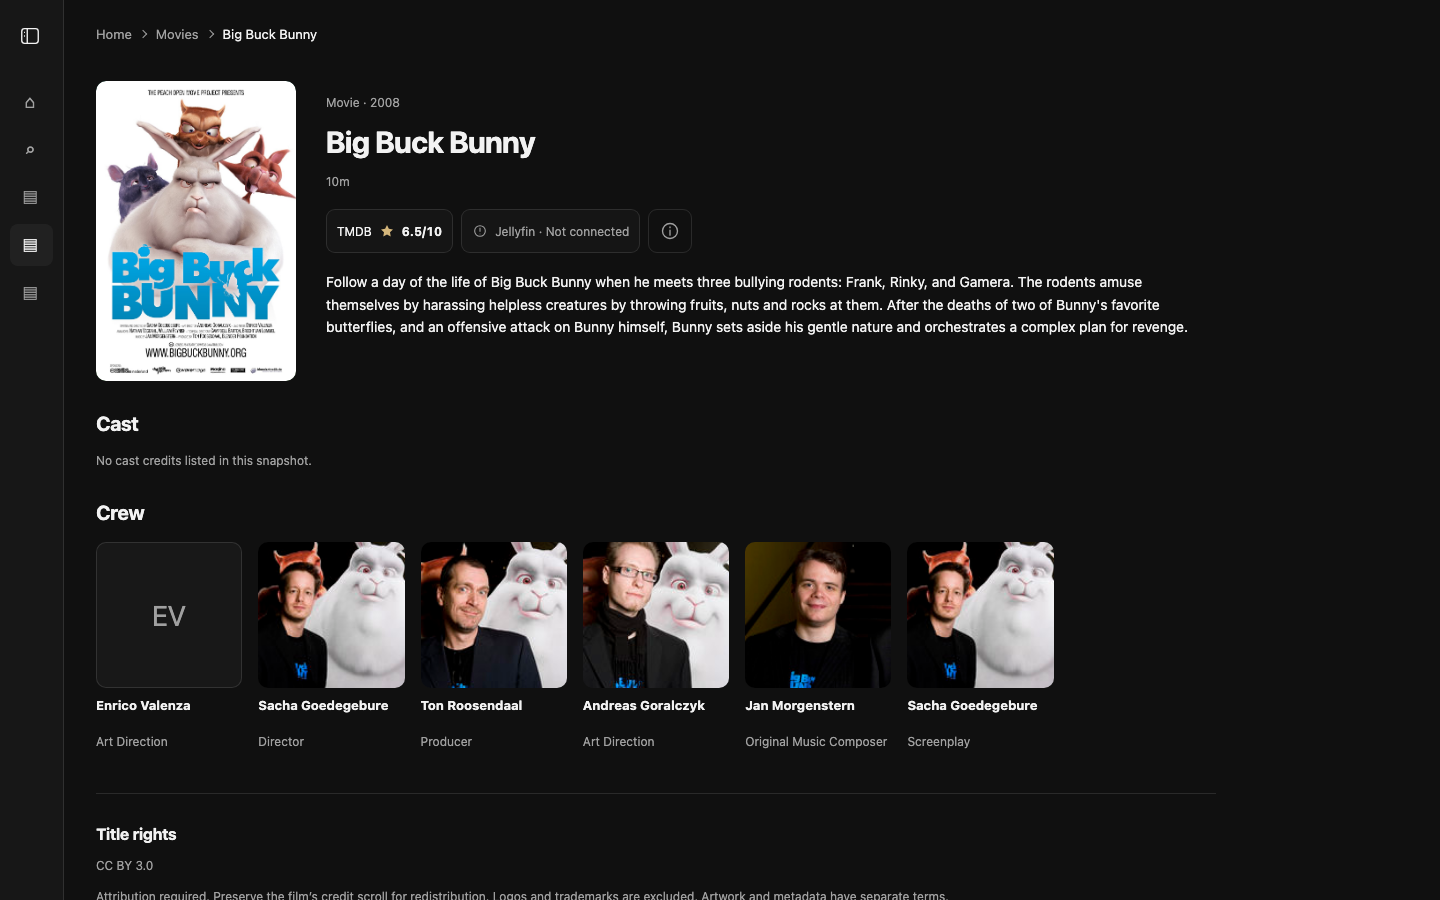 Home > Movies > Big Buck Bunny
THE PEACH OPEN MOVIE PROJECT PRESENTS
Big Buck
BUNNY
WWW.BIGBUCKBUNNY.ORG
Movie · 2008
Big Buck Bunny
10m
TMDB ★ 6.5/10
Jellyfin · Not connected
Follow a day of the life of Big Buck Bunny when he meets three bullying rodents: Frank, Rinky, and Gamera. The rodents amuse
themselves by harassing helpless creatures by throwing fruits, nuts and rocks at them. After the deaths of two of Bunny's favorite
butterflies, and an offensive attack on Bunny himself, Bunny sets aside his gentle nature and orchestrates a complex plan for revenge.
Cast
No cast credits listed in this snapshot.
Crew
EV
Enrico Valenza
Art Direction
Sacha Goedegebure
Director
Ton Roosendaal
Producer
Andreas Goralczyk
Art Direction
Jan Morgenstern
Original Music Composer
Sacha Goedegebure
Screenplay
Title rights
CC BY 3.0
Attribution required. Preserve the film's credit scroll for redistribution. Logos and trademarks are excluded. Artwork and metadata have separate terms.